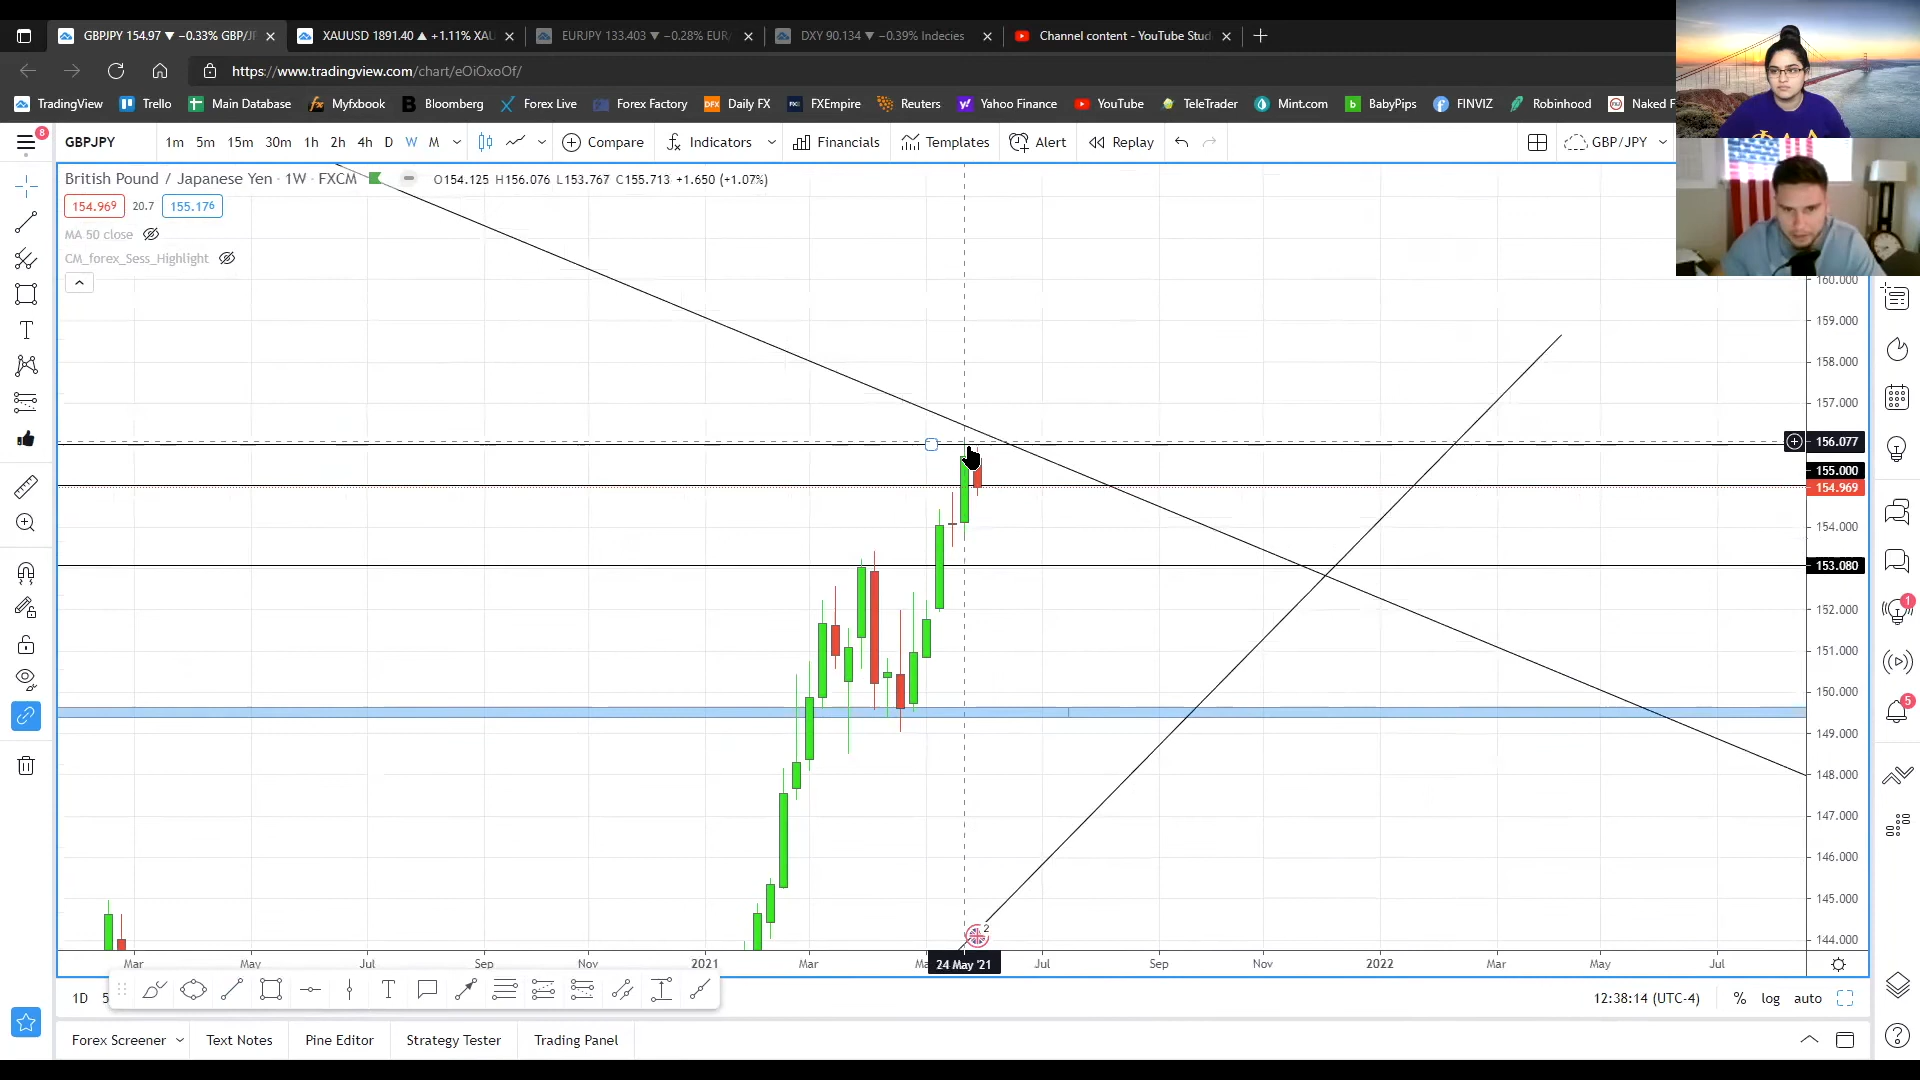 GBPJPY 154.97 ▼ −0.33% GBP/JP
XAUUSD 1891.40 ▲ +1.11% XAU
EURJPY 133.403 ▼ −0.28% EUR
DXY 90.134 ▼ −0.39% Indecies
Channel content - YouTube Stud
https://www.tradingview.com/chart/eOiOxoOf/
TradingView
Trello
Main Database
Myfxbook
Bloomberg
Forex Live
Forex Factory
Daily FX
FXEmpire
Reuters
Yahoo Finance
YouTube
TeleTrader
Mint.com
BabyPips
FINVIZ
Robinhood
Naked F
8
GBPJPY
1m 5m 15m 30m 1h 2h 4h D W M
Compare
Indicators
Financials
Templates
Alert
Replay
GBP/JPY
British Pound / Japanese Yen · 1W · FXCM
O154.125 H156.076 L153.767 C155.713 +1.650 (+1.07%)
154.969 20.7 155.176
MA 50 close
CM_forex_Sess_Highlight
160.000
159.000
158.000
157.000
156.077
155.000
154.969
154.000
153.080
152.000
151.000
150.000
149.000
148.000
147.000
146.000
145.000
144.000
1
5
2
Mar
May
Jul
Sep
Nov
2021
Mar
24 May '21
Jul
Sep
Nov
2022
Mar
May
Jul
1D
12:38:14 (UTC-4)
% log auto
Forex Screener
Text Notes
Pine Editor
Strategy Tester
Trading Panel